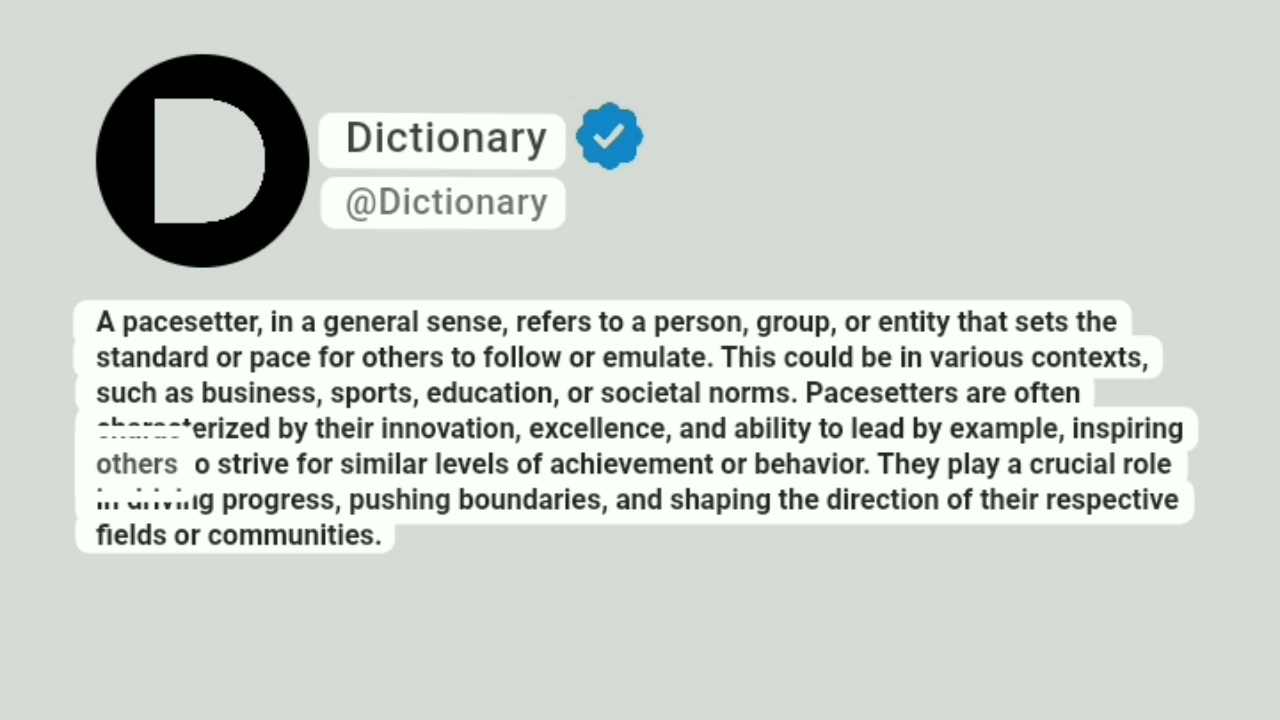 D
Dictionary
@Dictionary
A pacesetter, in a general sense, refers to a person, group, or entity that sets the
standard or pace for others to follow or emulate. This could be in various contexts,
such as business, sports, education, or societal norms. Pacesetters are often
characterized by their innovation, excellence, and ability to lead by example, inspiring
others o strive for similar levels of achievement or behavior. They play a crucial role
in driving progress, pushing boundaries, and shaping the direction of their respective
fields or communities.